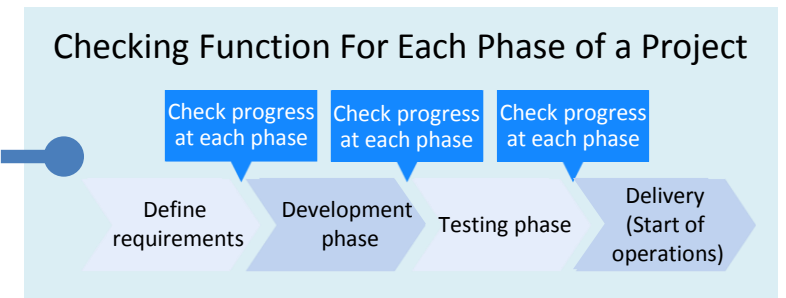 Checking Function For Each Phase of a Project
Check progress
at each phase
Check progress
at each phase
Check progress
at each phase
Define
requirements
Development
phase
Testing phase
Delivery
(Start of
operations)